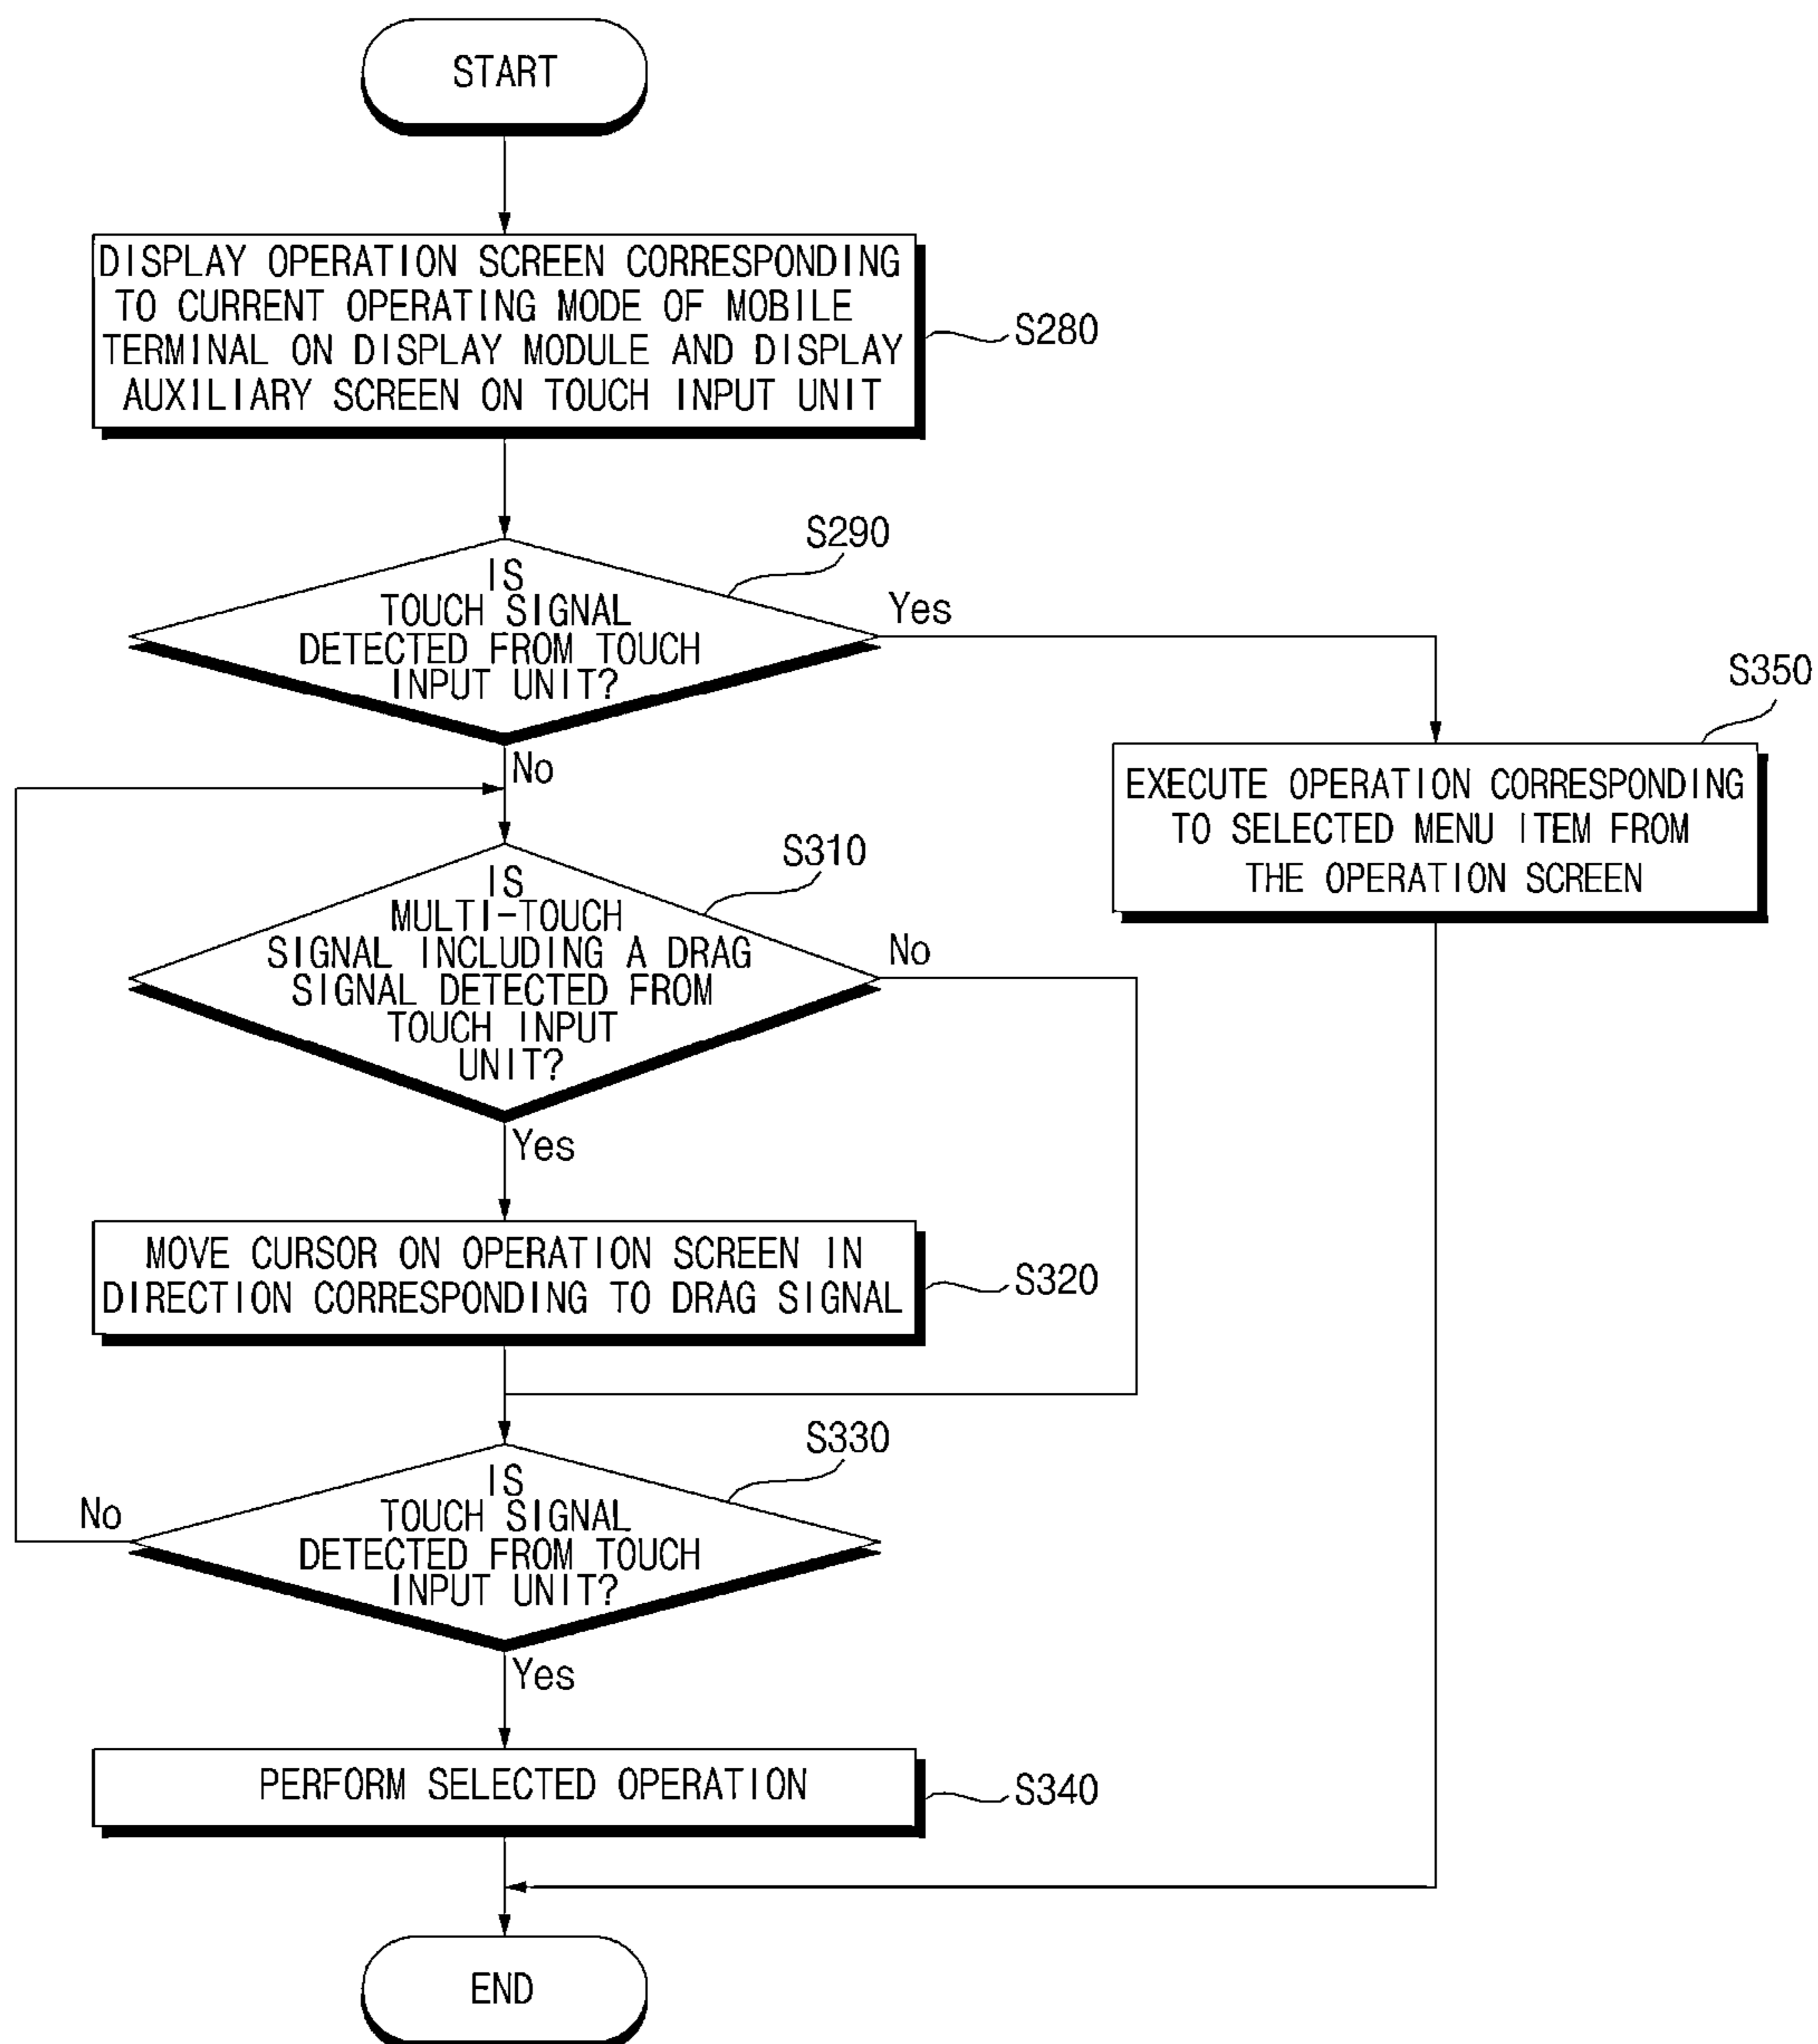 START
DISPLAY OPERATION SCREEN CORRESPONDING
TO CURRENT OPERATING MODE OF MOBILE
TERMINAL ON DISPLAY MODULE AND DISPLAY
AUXILIARY SCREEN ON TOUCH INPUT UNIT
S280
S290
IS
TOUCH SIGNAL
DETECTED FROM TOUCH
INPUT UNIT?
Yes
No
S350
EXECUTE OPERATION CORRESPONDING
TO SELECTED MENU ITEM FROM
THE OPERATION SCREEN
S310
IS
MULTI-TOUCH
SIGNAL INCLUDING A DRAG
SIGNAL DETECTED FROM
TOUCH INPUT
UNIT?
No
Yes
MOVE CURSOR ON OPERATION SCREEN IN
DIRECTION CORRESPONDING TO DRAG SIGNAL
S320
S330
IS
TOUCH SIGNAL
DETECTED FROM TOUCH
INPUT UNIT?
No
Yes
PERFORM SELECTED OPERATION
S340
END